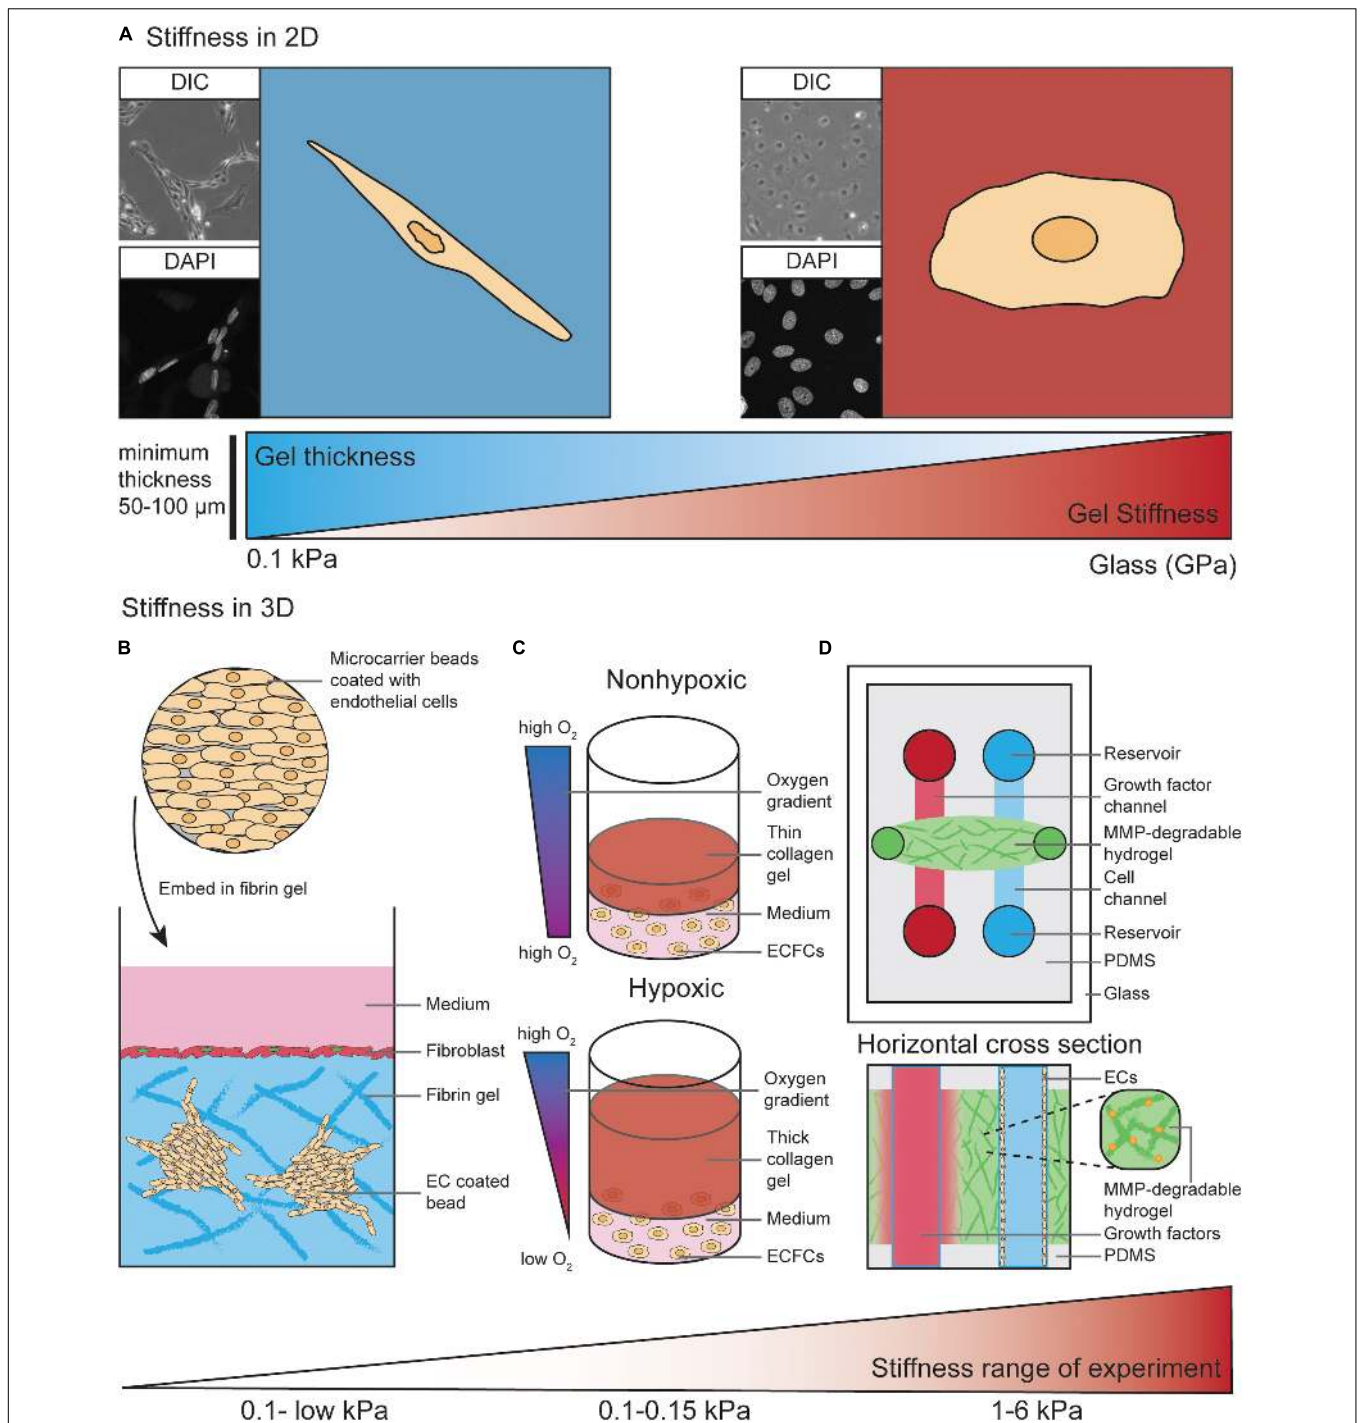 A Stiffness in 2D
DIC
DAPI
DIC
DAPI
minimum
thickness
50-100 µm
Gel thickness
Gel Stiffness
0.1 kPa
Glass (GPa)
Stiffness in 3D
B
Microcarrier beads
coated with
endothelial cells
Embed in fibrin gel
Medium
Fibroblast
Fibrin gel
EC coated
bead
C
Nonhypoxic
high O2
high O2
Oxygen
gradient
Thin
collagen
gel
Medium
ECFCs
Hypoxic
high O2
low O2
Oxygen
gradient
Thick
collagen
gel
Medium
ECFCs
D
Reservoir
Growth factor
channel
MMP-degradable
hydrogel
Cell
channel
Reservoir
PDMS
Glass
Horizontal cross section
ECs
MMP-degradable
hydrogel
Growth factors
PDMS
Stiffness range of experiment
0.1- low kPa
0.1-0.15 kPa
1-6 kPa